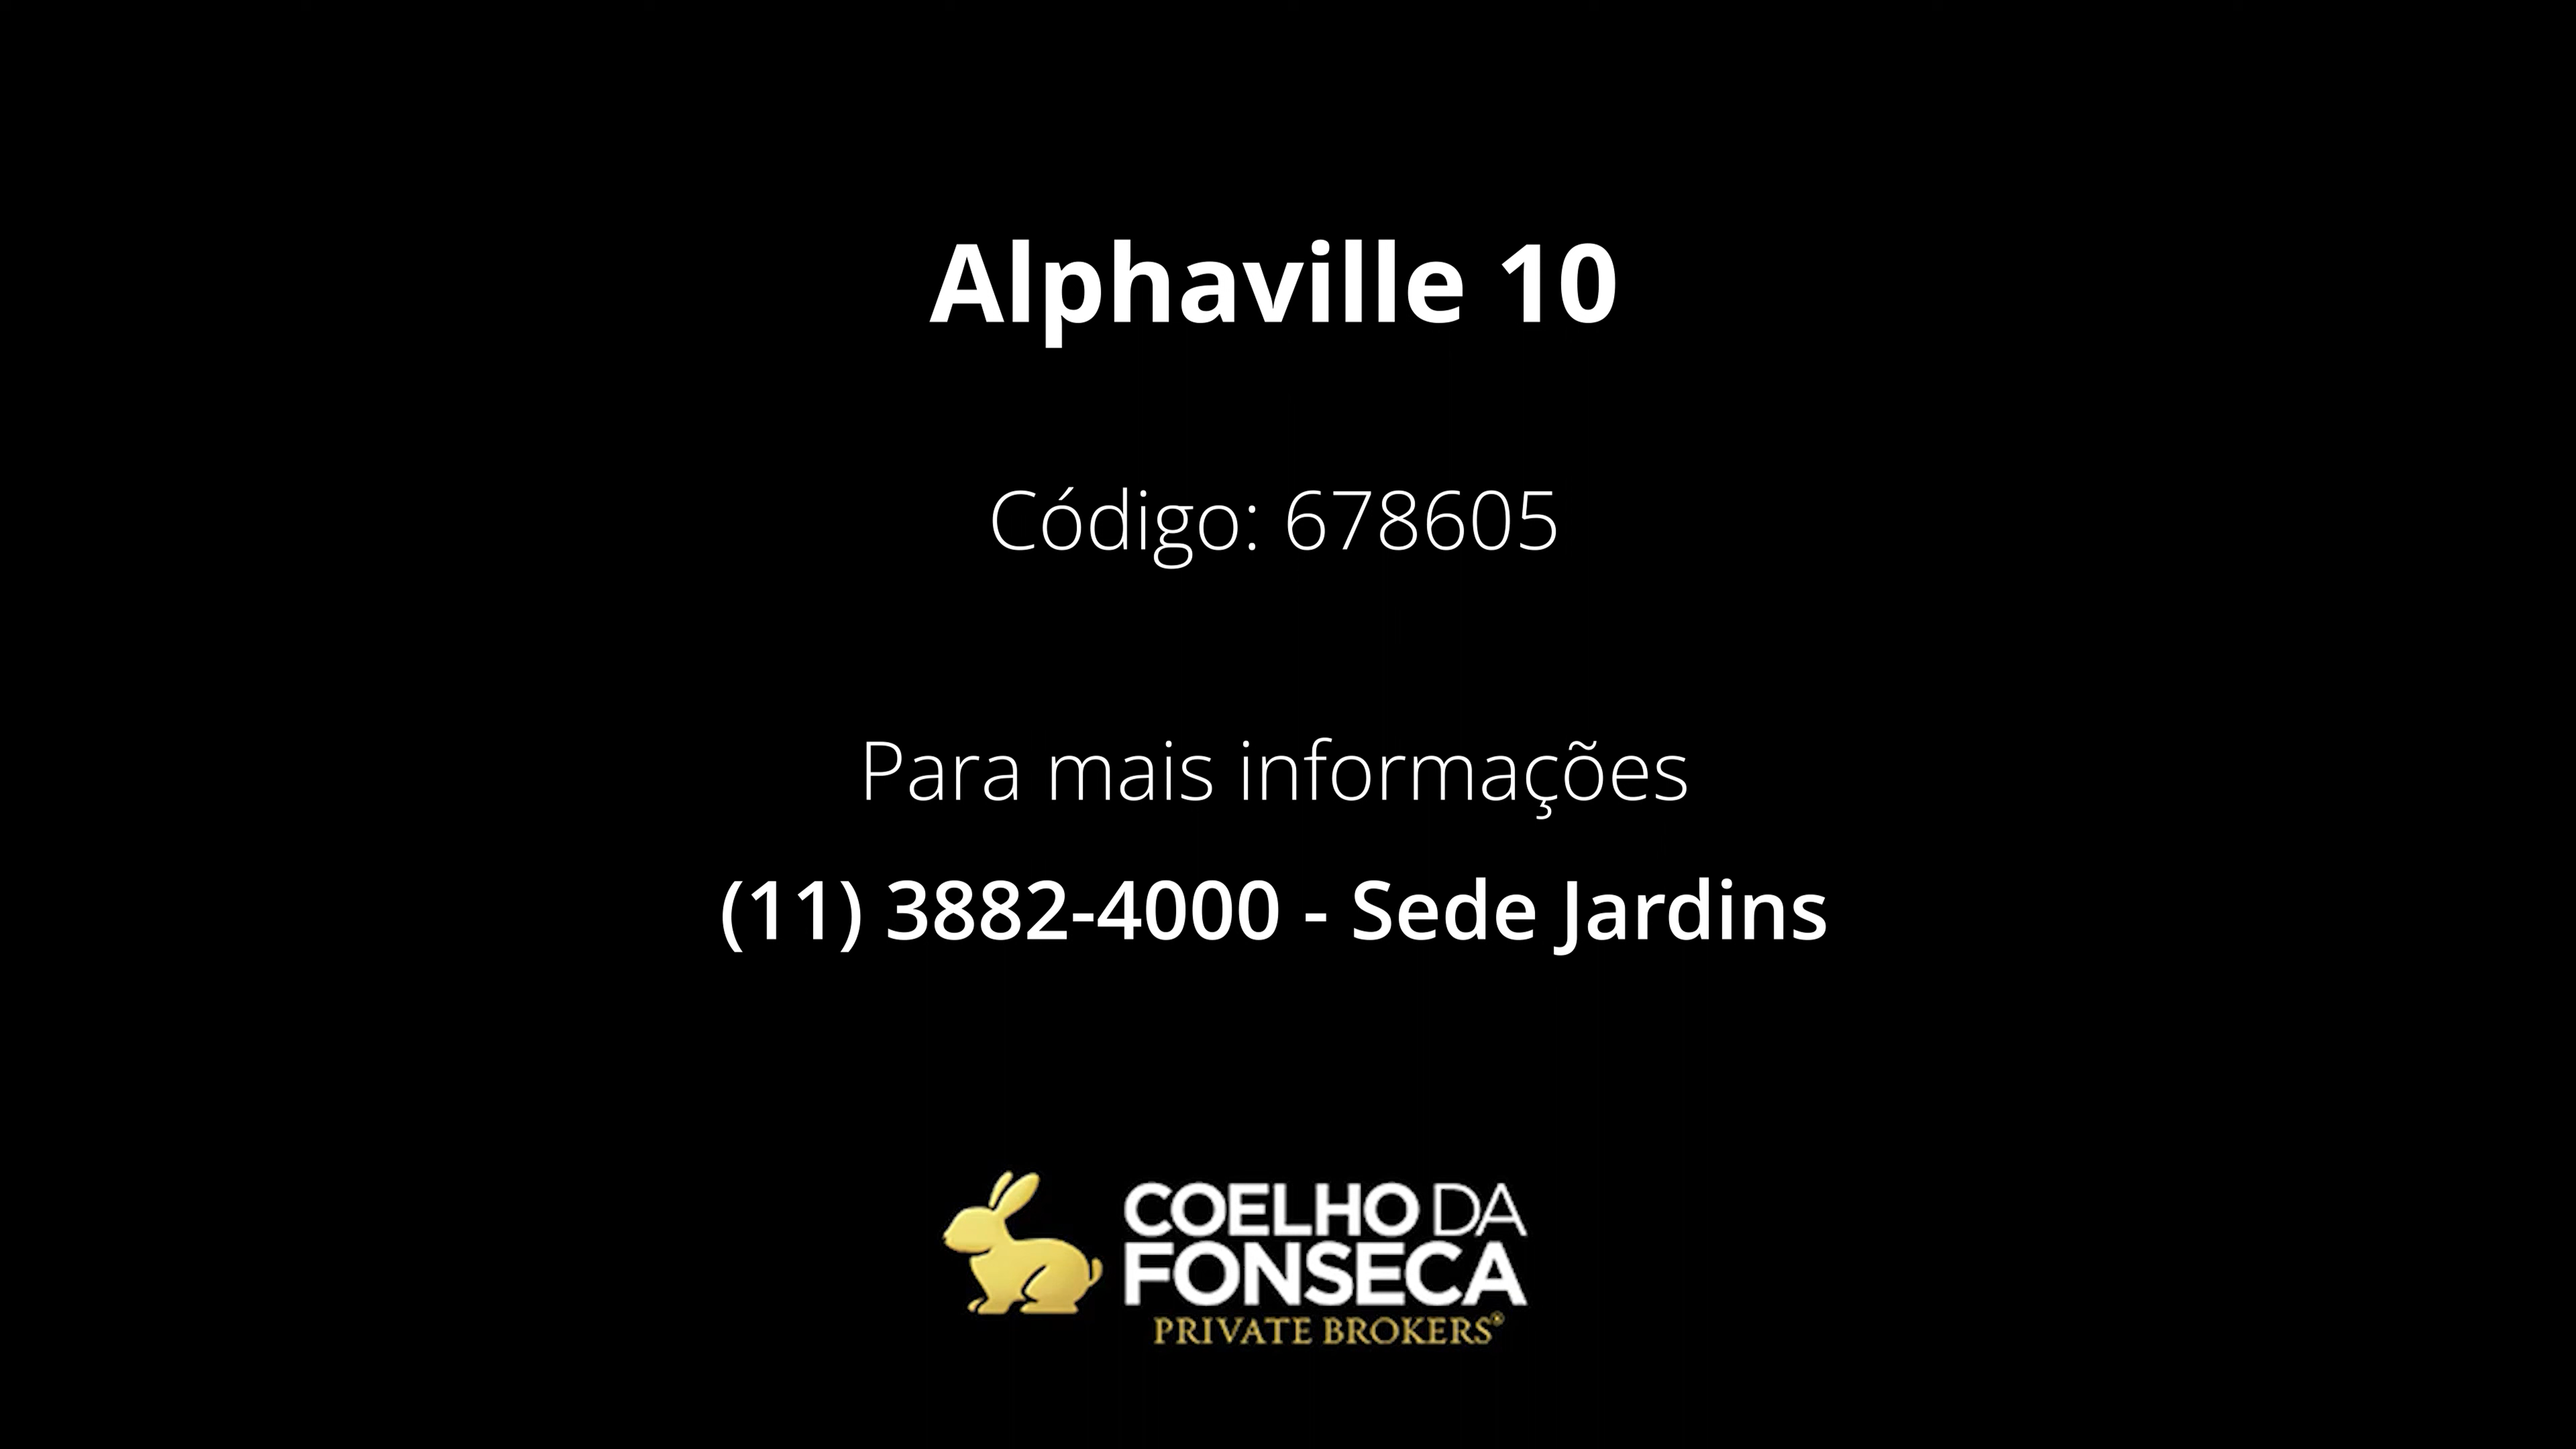 Alphaville 10
Código: 678605
Para mais informações
(11) 3882-4000 - Sede Jardins
COELHO DA
FONSECA
PRIVATE BROKERS®